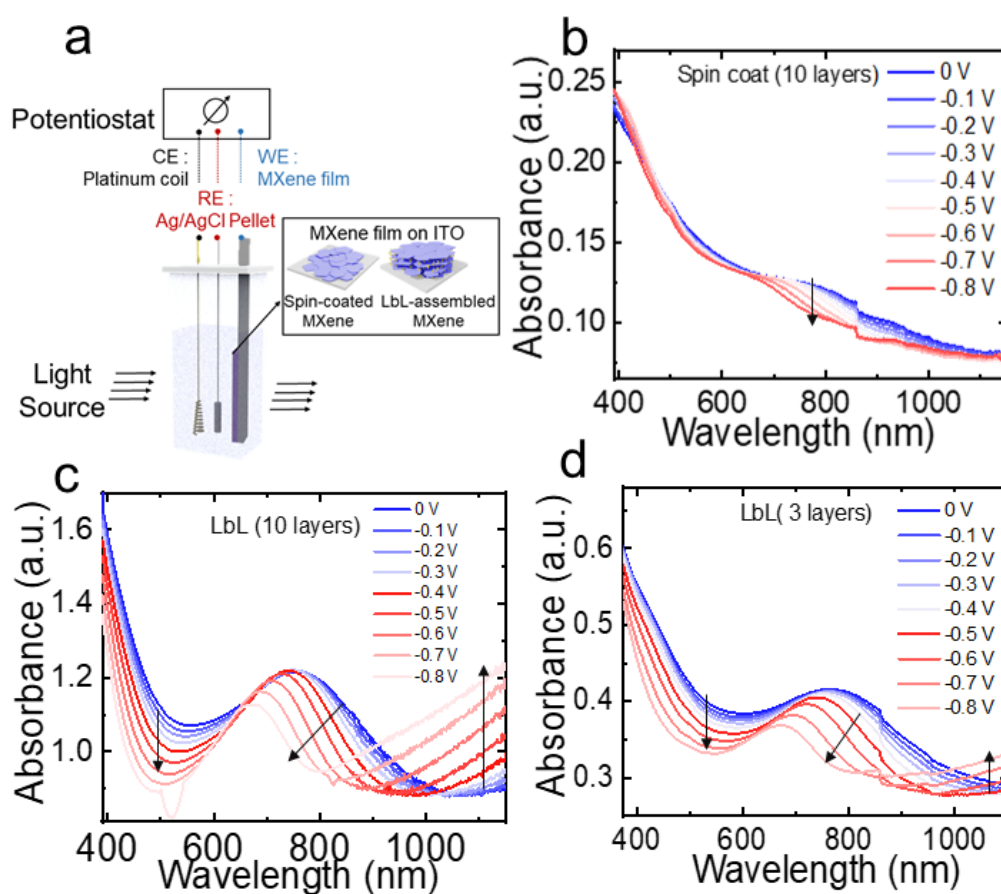 a
Potentiostat
CE :
Platinum coil
WE :
MXene film
RE :
Ag/AgCl Pellet
MXene film on ITO
Spin-coated
MXene
LbL-assembled
MXene
Light
Source
b
Spin coat (10 layers)
0 V
-0.1 V
-0.2 V
-0.3 V
-0.4 V
-0.5 V
-0.6 V
-0.7 V
-0.8 V
0.25
0.20
0.15
0.10
Absorbance (a.u.)
400 600 800 1000
Wavelength (nm)
c
LbL (10 layers)
0 V
-0.1 V
-0.2 V
-0.3 V
-0.4 V
-0.5 V
-0.6 V
-0.7 V
-0.8 V
1.6
1.4
1.2
1.0
Absorbance (a.u.)
400 600 800 1000
Wavelength (nm)
d
LbL( 3 layers)
0 V
-0.1 V
-0.2 V
-0.3 V
-0.4 V
-0.5 V
-0.6 V
-0.7 V
-0.8 V
0.6
0.5
0.4
0.3
Absorbance (a.u.)
400 600 800 1000
Wavelength (nm)